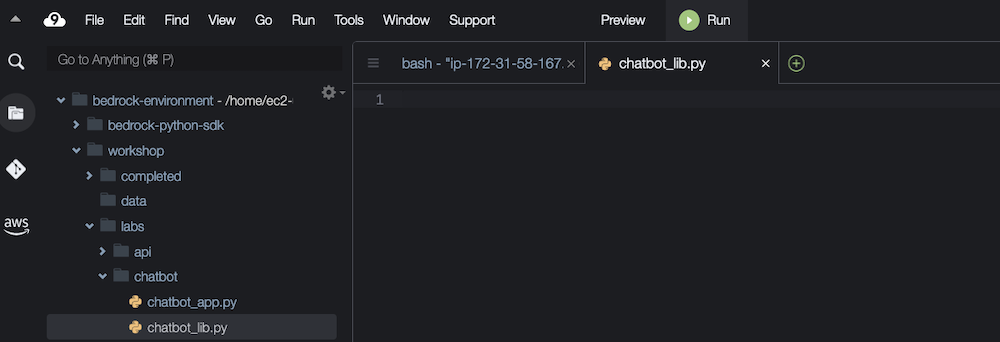 9 File Edit Find View Go Run Tools Window Support Preview Run
Go to Anything (⌘ P)
bash - "ip-172-31-58-167. ×
chatbot_lib.py ×
1
bedrock-environment - /home/ec2-
bedrock-python-sdk
workshop
completed
data
labs
api
chatbot
chatbot_app.py
chatbot_lib.py
aws